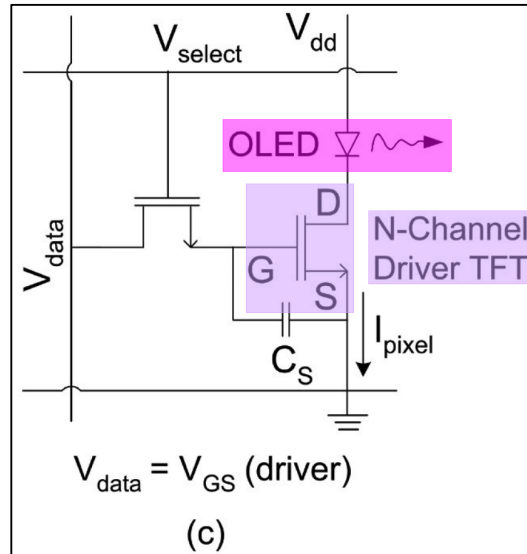 V_select
V_dd
OLED
V_data
D
G
S
N-Channel
Driver TFT
C_S
I_pixel
V_data = V_GS (driver)
(c)